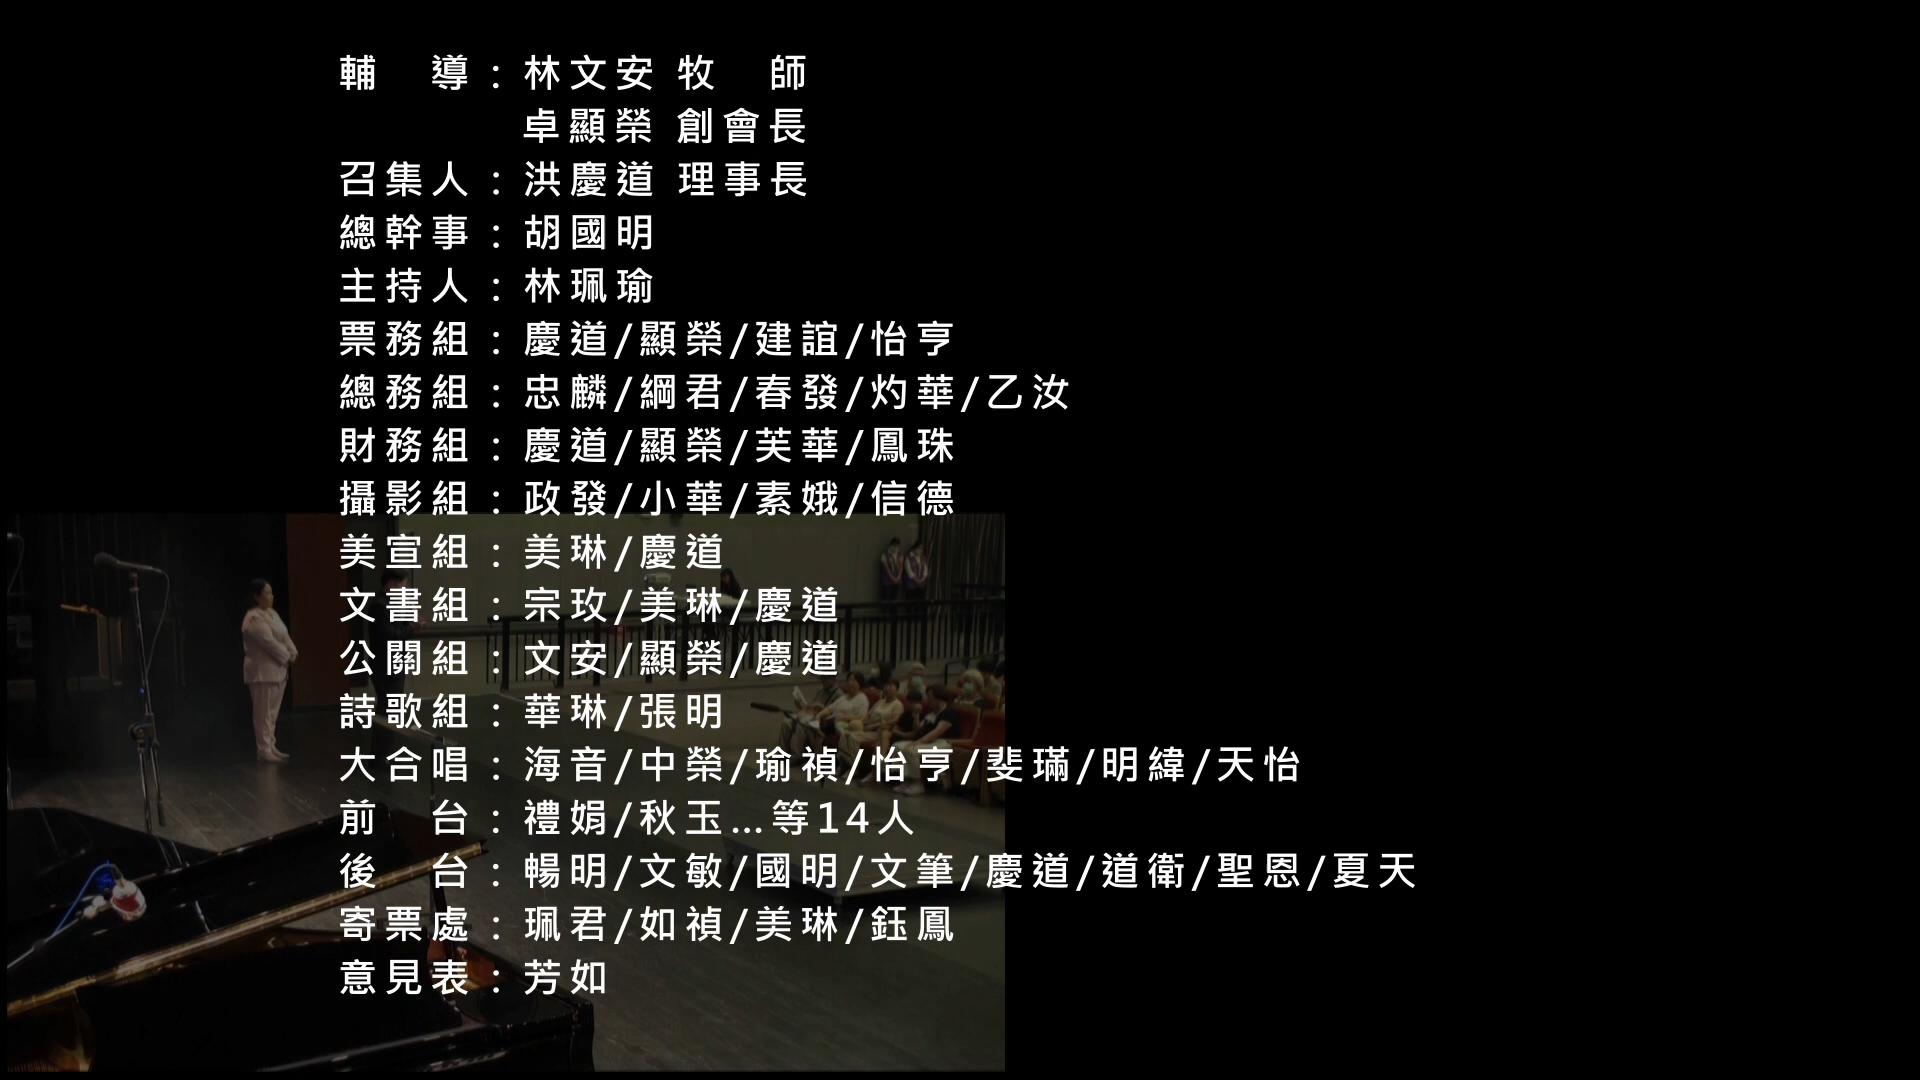 輔　導：林文安 牧　師
卓顯榮 創會長
召集人：洪慶道 理事長
總幹事：胡國明
主持人：林珮瑜
票務組：慶道/顯榮/建誼/怡亨
總務組：忠麟/綱君/春發/灼華/乙汝
財務組：慶道/顯榮/芙華/鳳珠
攝影組：政發/小華/素娥/信德
美宣組：美琳/慶道
文書組：宗玫/美琳/慶道
公關組：文安/顯榮/慶道
詩歌組：華琳/張明
大合唱：海音/中榮/瑜禎/怡亨/斐璊/明緯/天怡
前　台：禮娟/秋玉…等14人
後　台：暢明/文敏/國明/文筆/慶道/道衛/聖恩/夏天
寄票處：珮君/如禎/美琳/鈺鳳
意見表：芳如